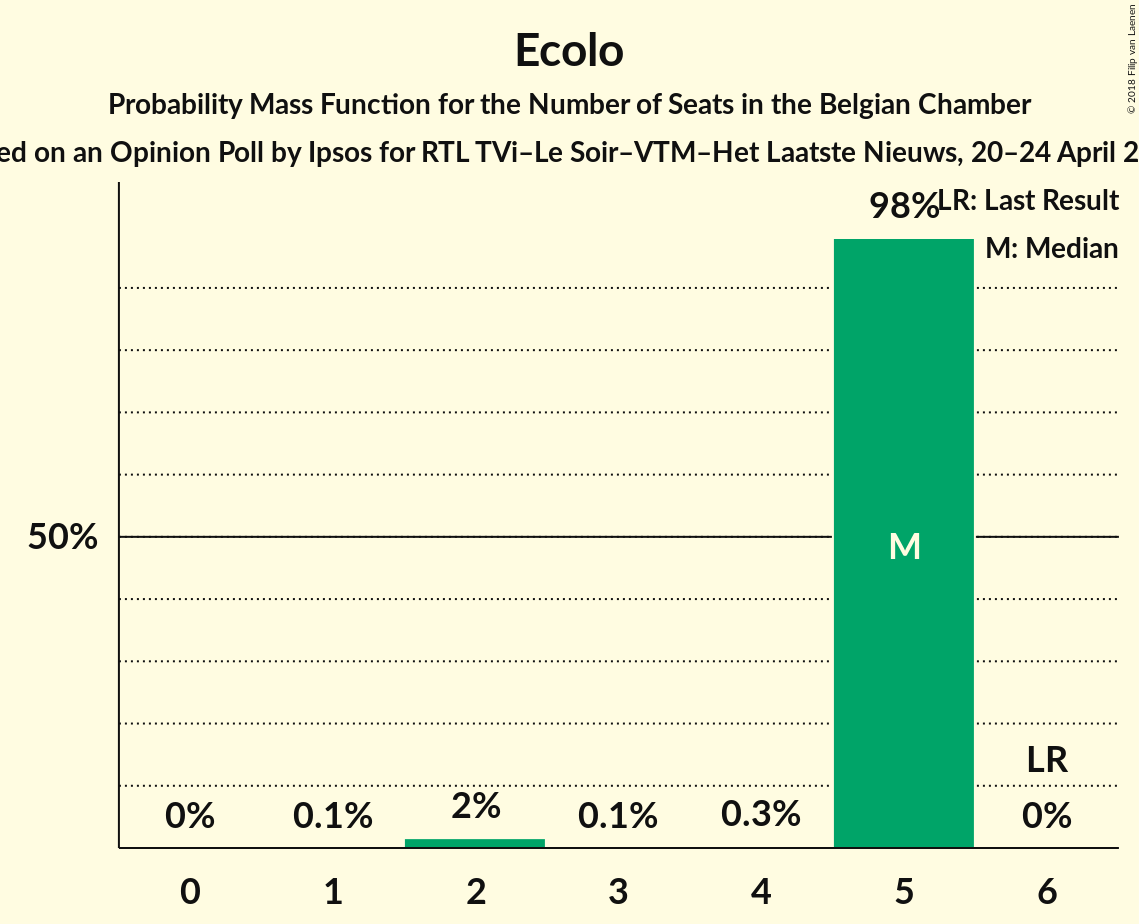 Ecolo
Probability Mass Function for the Number of Seats in the Belgian Chamber
on an Opinion Poll by Ipsos for RTL TVi–Le Soir–VTM–Het Laatste Nieuws, 20–24 April
© 2018 Filip van Laenen
LR: Last Result
M: Median
98%
50%
M
LR
0% 0.1% 2% 0.1% 0.3% 0%
0 1 2 3 4 5 6